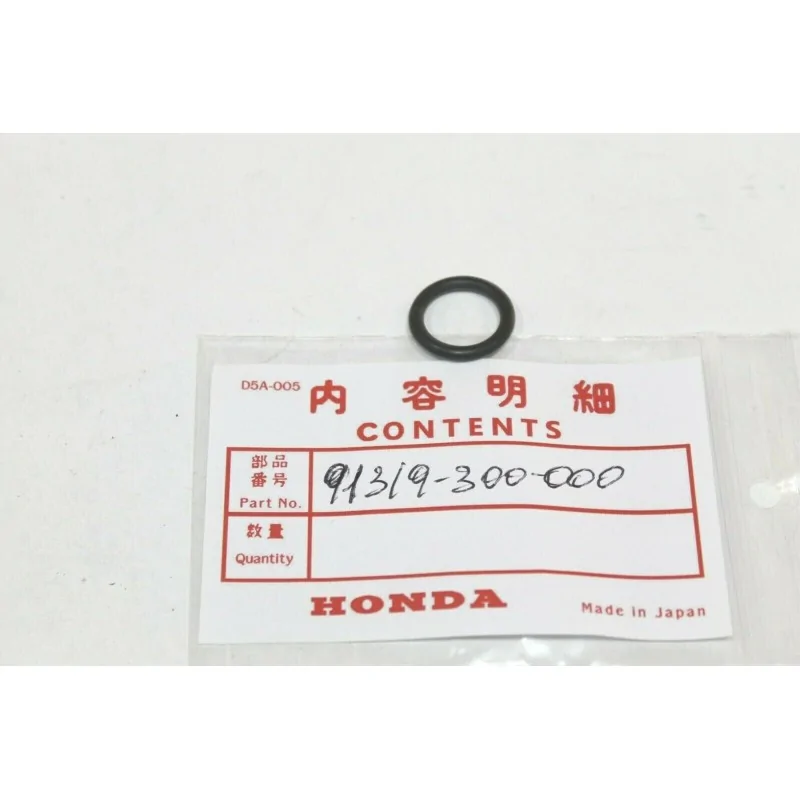 D5A-005 内容明細
CONTENTS
部品
番号
Part No. 91319-300-000
数量
Quantity
HONDA Made in Japan